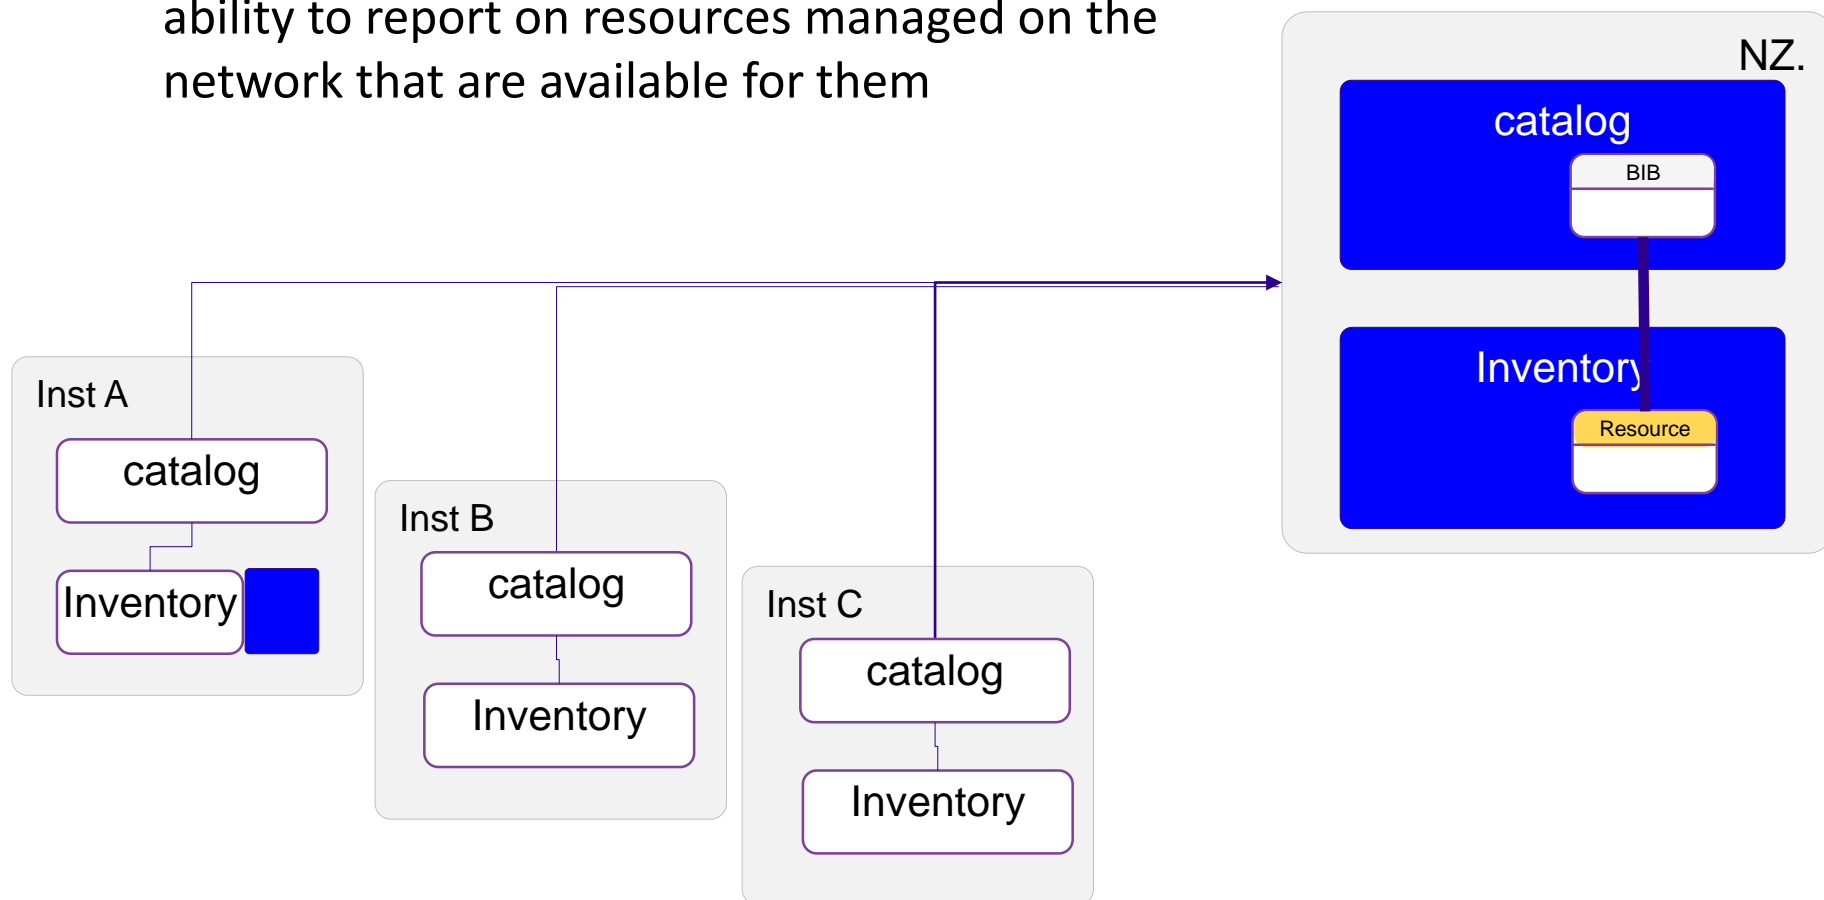 ability to report on resources managed on the
network that are available for them
NZ.
catalog
BIB
Inventory
Resource
Inst A
catalog
Inventory
Inst B
catalog
Inventory
Inst C
catalog
Inventory